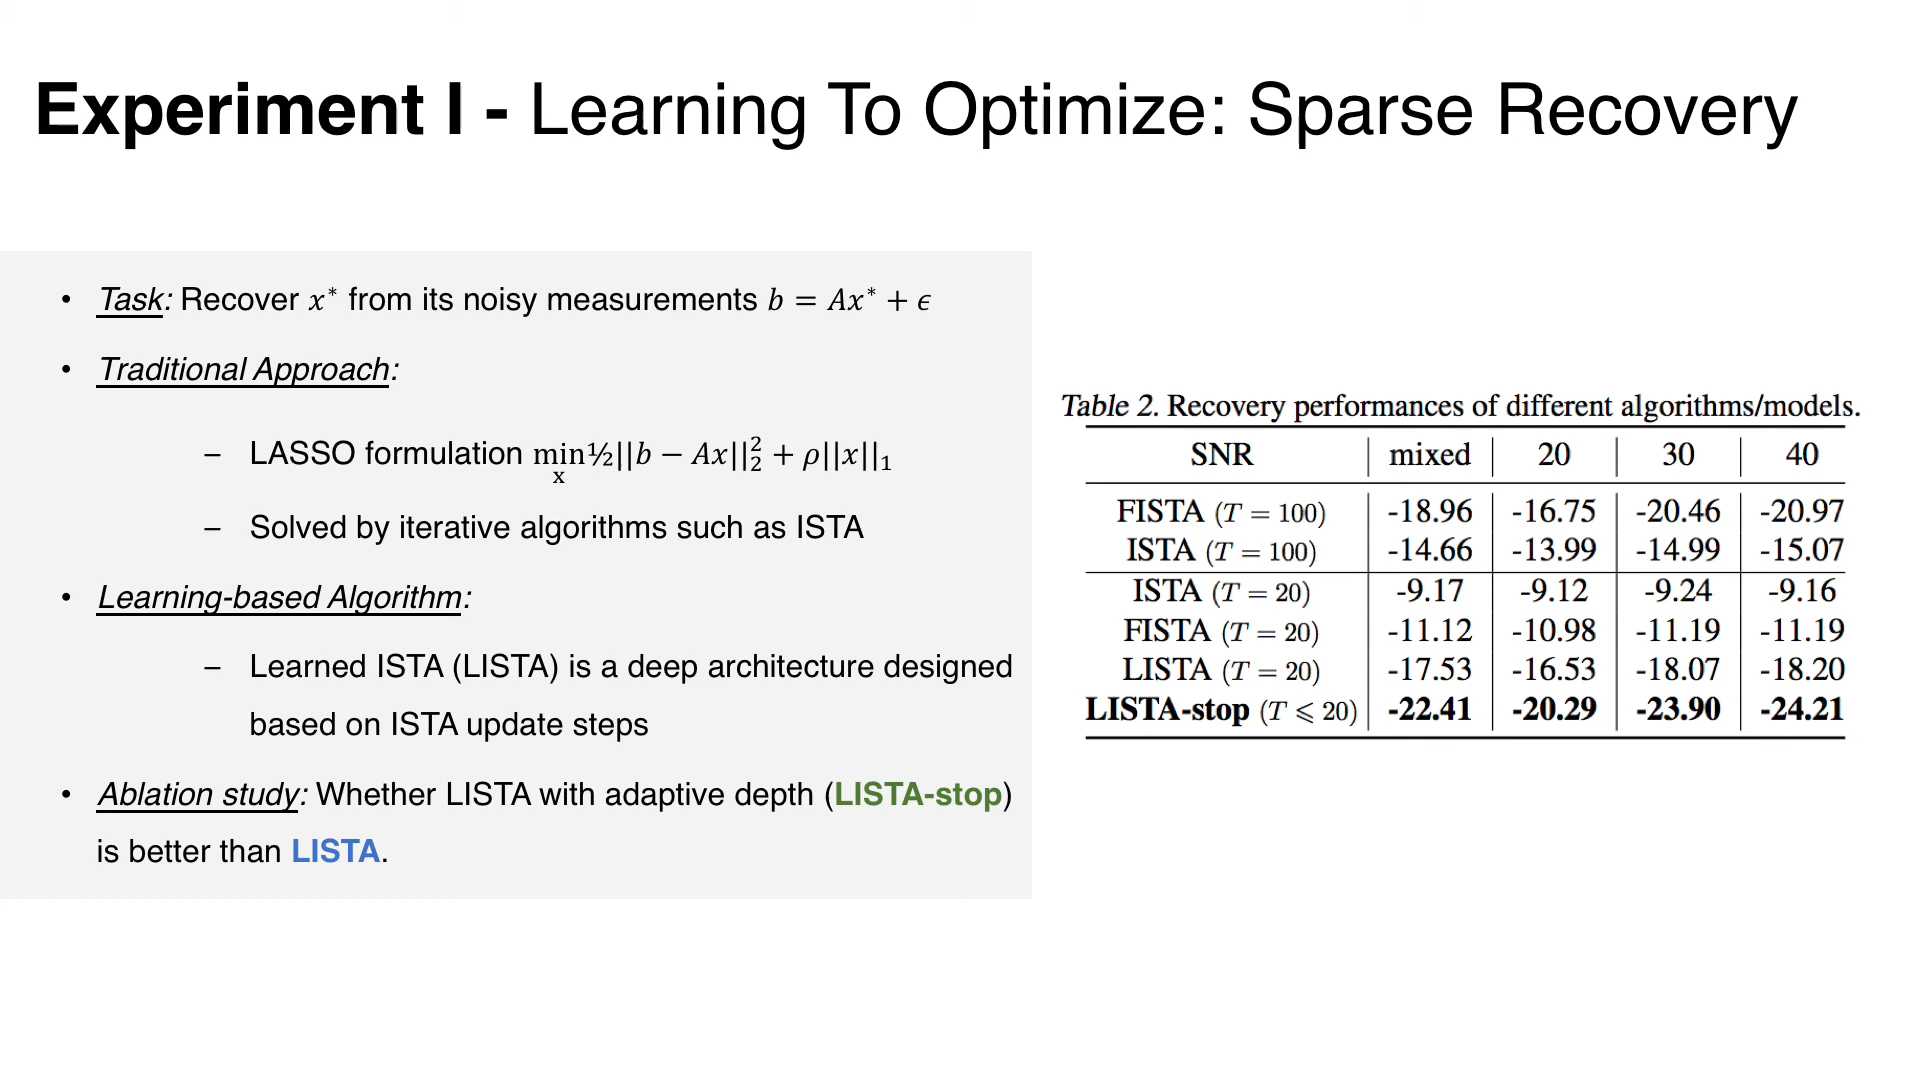 Experiment I - Learning To Optimize: Sparse Recovery
• Task: Recover x* from its noisy measurements b = Ax* + ϵ
• Traditional Approach:
– LASSO formulation min_x ½||b − Ax||₂² + ρ||x||₁
– Solved by iterative algorithms such as ISTA
• Learning-based Algorithm:
– Learned ISTA (LISTA) is a deep architecture designed
based on ISTA update steps
• Ablation study: Whether LISTA with adaptive depth (LISTA-stop)
is better than LISTA.
Table 2. Recovery performances of different algorithms/models.
SNR | mixed | 20 | 30 | 40
FISTA (T = 100) | -18.96 | -16.75 | -20.46 | -20.97
ISTA (T = 100) | -14.66 | -13.99 | -14.99 | -15.07
ISTA (T = 20) | -9.17 | -9.12 | -9.24 | -9.16
FISTA (T = 20) | -11.12 | -10.98 | -11.19 | -11.19
LISTA (T = 20) | -17.53 | -16.53 | -18.07 | -18.20
LISTA-stop (T ⩽ 20) | -22.41 | -20.29 | -23.90 | -24.21